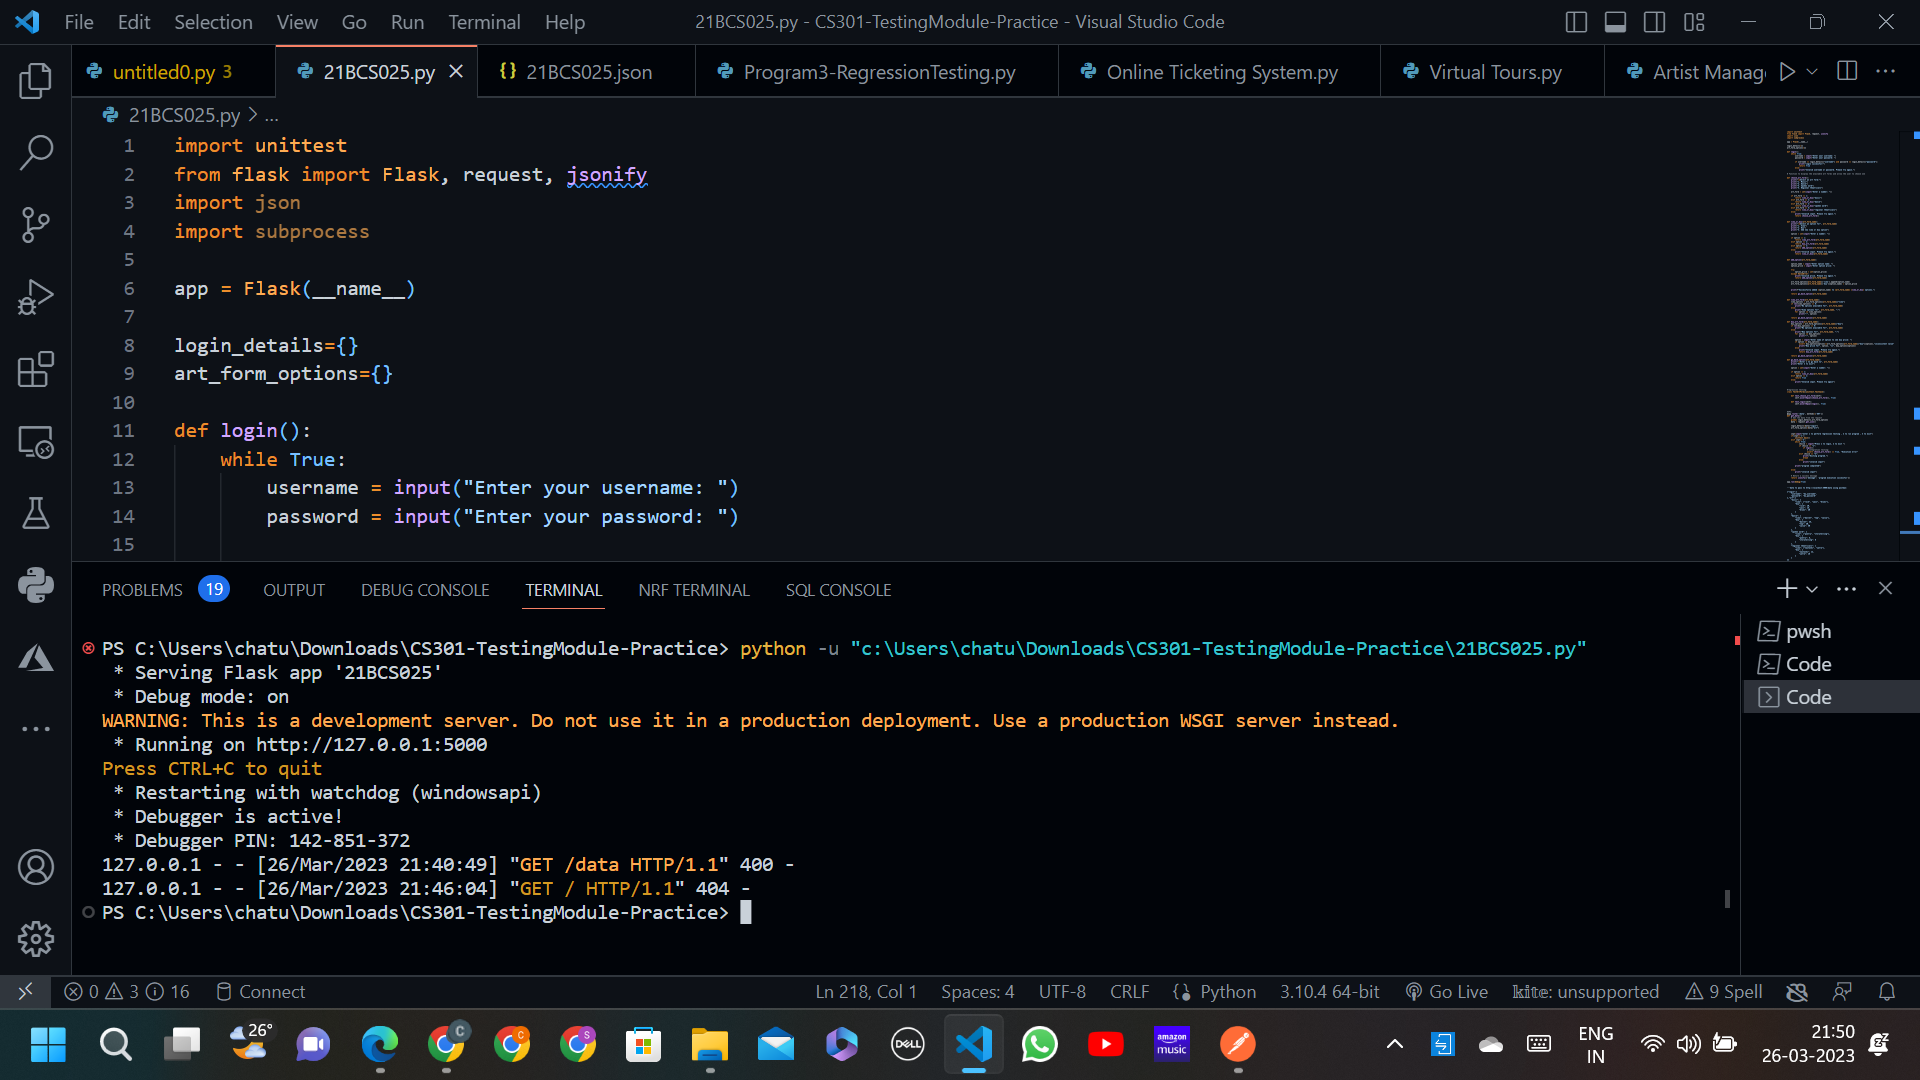 File Edit Selection View Go Run Terminal Help 21BCS025.py - CS301-TestingModule-Practice - Visual Studio Code
untitled0.py 3 21BCS025.py 21BCS025.json Program3-RegressionTesting.py Online Ticketing System.py Virtual Tours.py Artist Manag
21BCS025.py > ...
1 import unittest
2 from flask import Flask, request, jsonify
3 import json
4 import subprocess
5
6 app = Flask(__name__)
7
8 login_details={}
9 art_form_options={}
10
11 def login():
12 while True:
13 username = input("Enter your username: ")
14 password = input("Enter your password: ")
15
PROBLEMS 19 OUTPUT DEBUG CONSOLE TERMINAL NRF TERMINAL SQL CONSOLE
PS C:\Users\chatu\Downloads\CS301-TestingModule-Practice> python -u "c:\Users\chatu\Downloads\CS301-TestingModule-Practice\21BCS025.py"
* Serving Flask app '21BCS025'
* Debug mode: on
WARNING: This is a development server. Do not use it in a production deployment. Use a production WSGI server instead.
* Running on http://127.0.0.1:5000
Press CTRL+C to quit
* Restarting with watchdog (windowsapi)
* Debugger is active!
* Debugger PIN: 142-851-372
127.0.0.1 - - [26/Mar/2023 21:40:49] "GET /data HTTP/1.1" 400 -
127.0.0.1 - - [26/Mar/2023 21:46:04] "GET / HTTP/1.1" 404 -
PS C:\Users\chatu\Downloads\CS301-TestingModule-Practice>
pwsh
Code
Code
0 3 16 Connect Ln 218, Col 1 Spaces: 4 UTF-8 CRLF Python 3.10.4 64-bit Go Live kite: unsupported 9 Spell
26° C S DELL amazon music ENG IN 21:50 26-03-2023